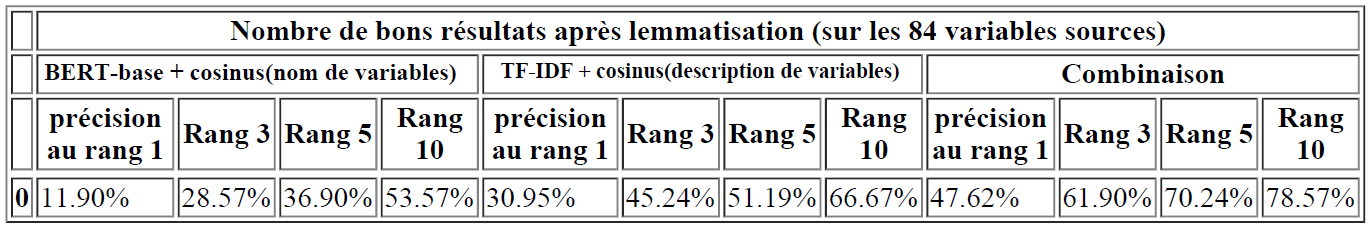 Nombre de bons résultats après lemmatisation (sur les 84 variables sources)
BERT-base + cosinus(nom de variables) TF-IDF + cosinus(description de variables) Combinaison
précision au rang 1 Rang 3 Rang 5 Rang 10 précision au rang 1 Rang 3 Rang 5 Rang 10 précision au rang 1 Rang 3 Rang 5 Rang 10
0 11.90% 28.57% 36.90% 53.57% 30.95% 45.24% 51.19% 66.67% 47.62% 61.90% 70.24% 78.57%